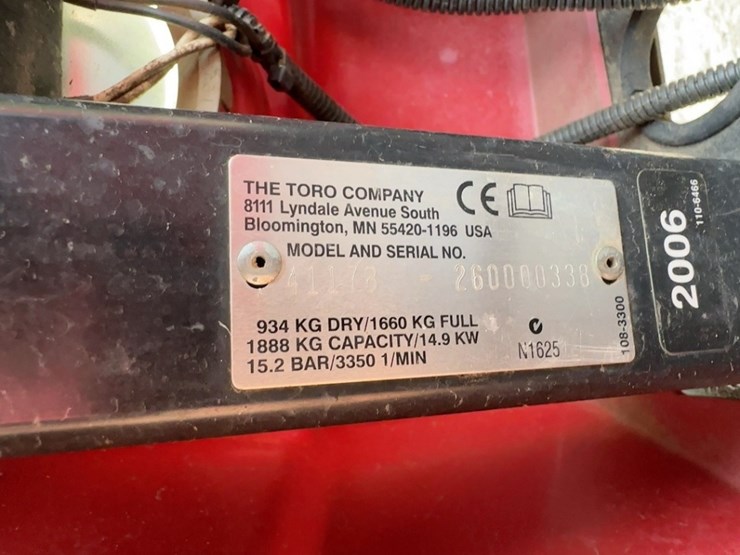 THE TORO COMPANY
8111 Lyndale Avenue South
Bloomington, MN 55420-1196 USA
CE
MODEL AND SERIAL NO.
260000338
934 KG DRY/1660 KG FULL
1888 KG CAPACITY/14.9 KW
15.2 BAR/3350 1/MIN
N1625
108-3300
2006
110-6466